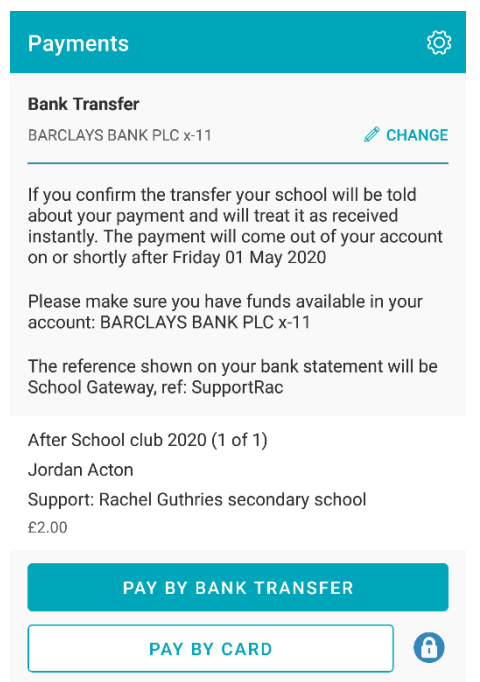 Payments
Bank Transfer
BARCLAYS BANK PLC x-11
CHANGE
If you confirm the transfer your school will be told
about your payment and will treat it as received
instantly. The payment will come out of your account
on or shortly after Friday 01 May 2020
Please make sure you have funds available in your
account: BARCLAYS BANK PLC x-11
The reference shown on your bank statement will be
School Gateway, ref: SupportRac
After School club 2020 (1 of 1)
Jordan Acton
Support: Rachel Guthries secondary school
£2.00
PAY BY BANK TRANSFER
PAY BY CARD